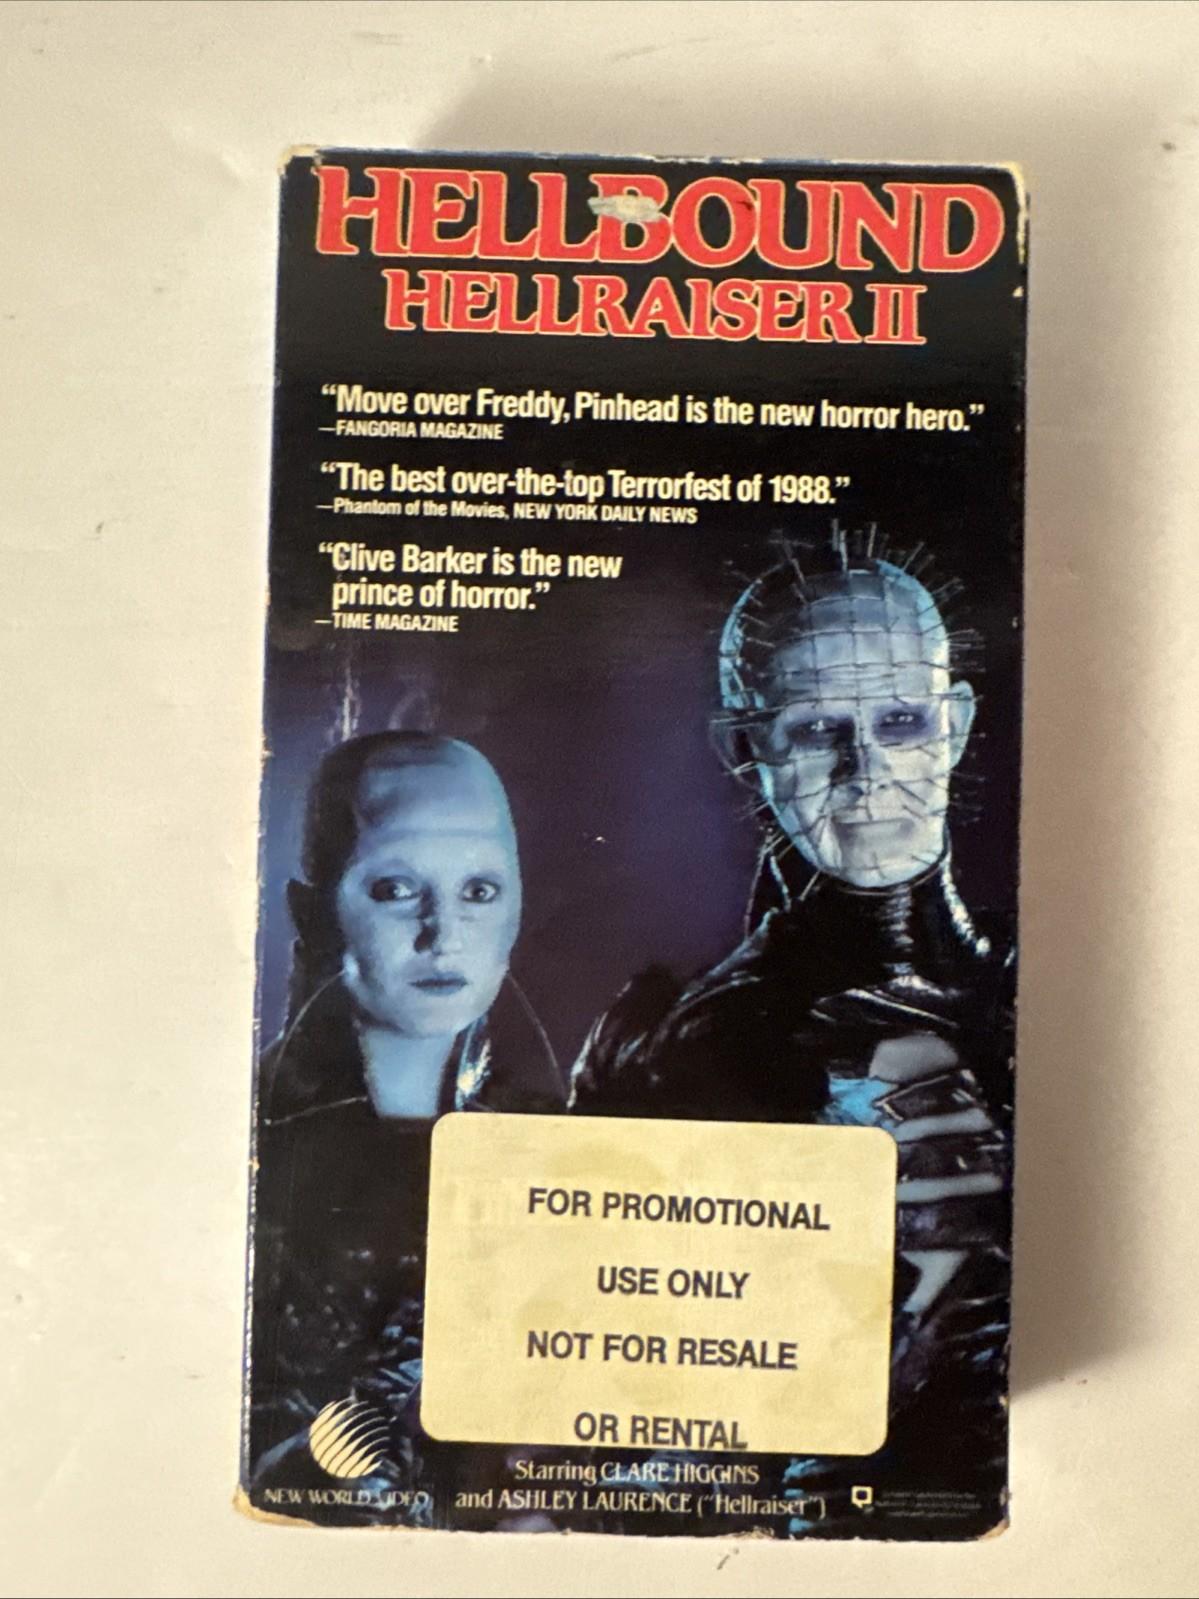 HELLBOUND
HELLRAISER II
“Move over Freddy, Pinhead is the new horror hero.”
—FANGORIA MAGAZINE
“The best over-the-top Terrorfest of 1988.”
—Phantom of the Movies, NEW YORK DAILY NEWS
“Clive Barker is the new
prince of horror.”
—TIME MAGAZINE
FOR PROMOTIONAL
USE ONLY
NOT FOR RESALE
OR RENTAL
Starring CLARE HIGGINS
NEW WORLD VIDEO
and ASHLEY LAURENCE (“Hellraiser”)